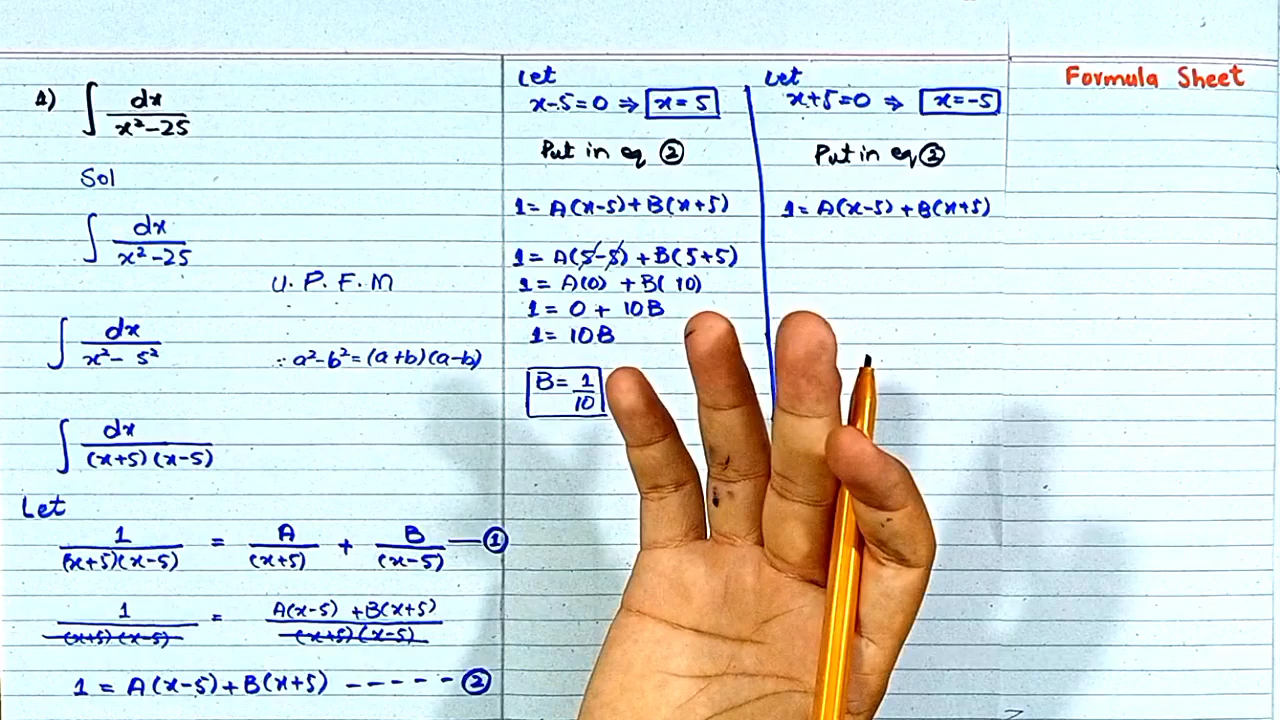 1) ∫ dx / x²-25
Sol
∫ dx / x²-25
U. P. F. M
∫ dx / x²- 5²
∵ a²-b²=(a+b)(a-b)
∫ dx / (x+5)(x-5)
Let
1 / (x+5)(x-5) = A / (x+5) + B / (x-5) — ①
1 / (x+5)(x-5) = A(x-5) +B(x+5) / (x+5)(x-5)
1 = A(x-5)+B(x+5) ----- ②
Let
x-5=0 ⇒ x=5
Put in eq ②
1= A(x-5)+B(x+5)
1= A(5-5) + B(5+5)
1= A(0) + B(10)
1= 0 + 10B
1= 10B
B= 1 / 10
Let
x+5=0 ⇒ x=-5
Put in eq ②
1= A(x-5) +B(x+5)
Formula Sheet